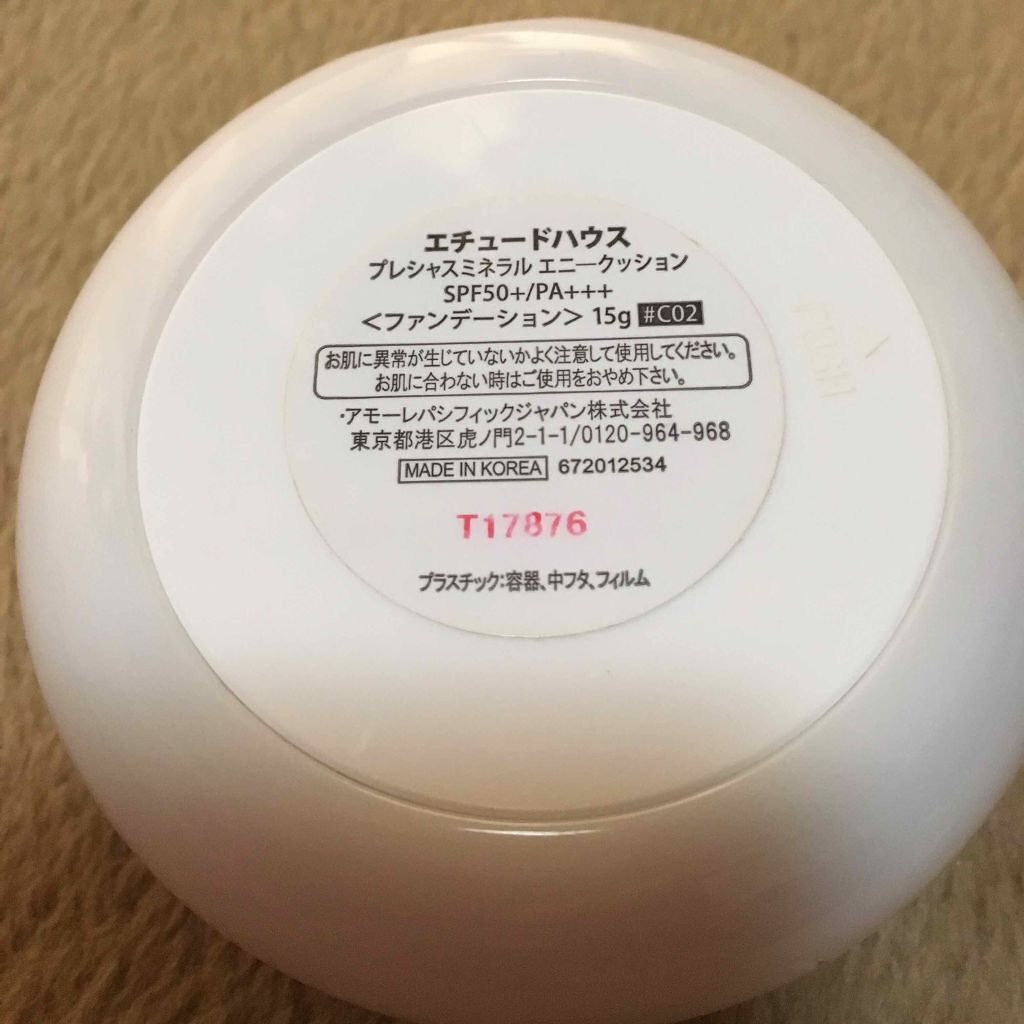 エチュードハウス
プレシャスミネラル エニークッション
SPF50+/PA+++
＜ファンデーション＞ 15g #C02
お肌に異常が生じていないかよく注意して使用してください。
お肌に合わない時はご使用をおやめ下さい。
・アモーレパシフィックジャパン株式会社
東京都港区虎ノ門2-1-1/0120-964-968
MADE IN KOREA 672012534
T17876
プラスチック:容器、中フタ、フィルム